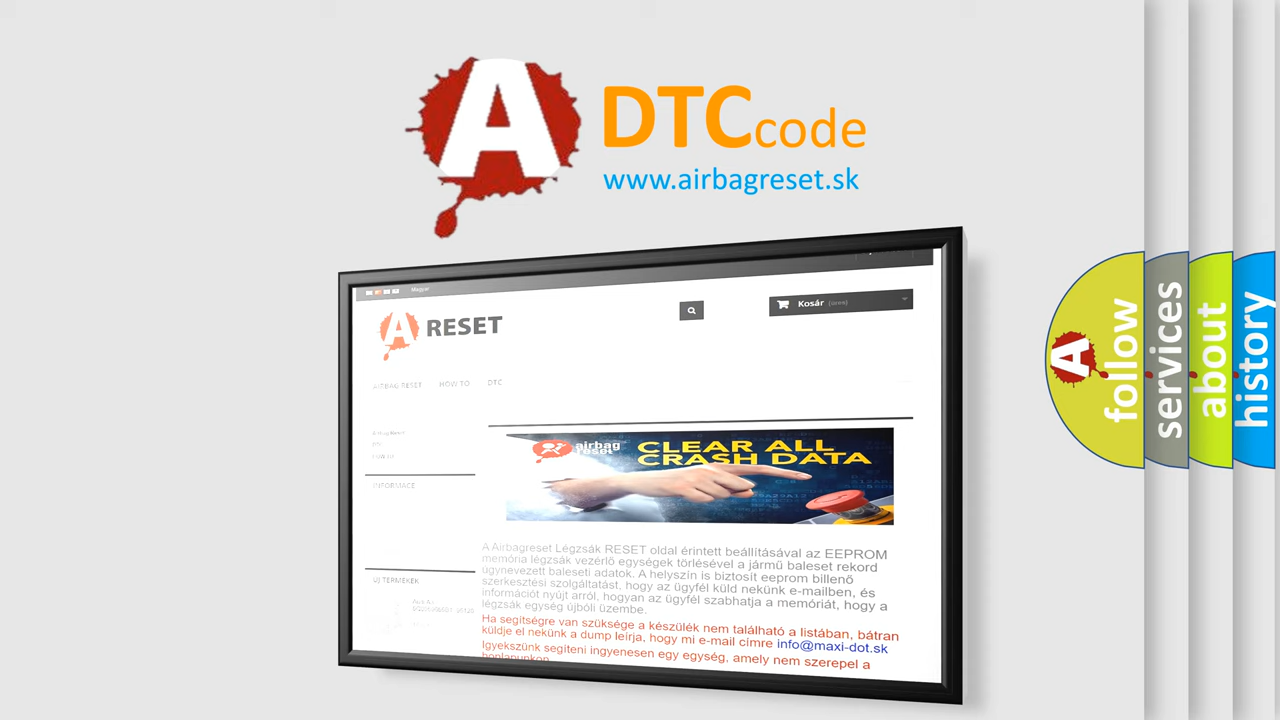 A DTC code
www.airbagreset.sk
Magyar
A RESET
Kosár (üres)
AIRBAG RESET HOW TO DTC
INFORMACE
airbag
reset
CLEAR ALL
CRASH DATA
A Airbagreset Légzsák RESET oldal érintett beállításával az EEPROM
memória légzsák vezérlő egységek törlésével a jármű baleset rekord
úgynevezett baleseti adatok. A helyszín is biztosít eeprom billenő
szerkesztési szolgáltatást, hogy az ügyfél küld nekünk e-mailben, és
információt nyújt arról, hogyan az ügyfél szabhatja a memóriát, hogy a
légzsák egység újbóli üzembe.
Ha segítségre van szüksége a készülék nem található a listában, bátran
küldje el nekünk a dump leírja, hogy mi e-mail címre info@maxi-dot.sk
Igyekszünk segíteni ingyenesen egy egység, amely nem szerepel a
honlapunkon
ÚJ TERMÉKEK
A follow
services
about
history